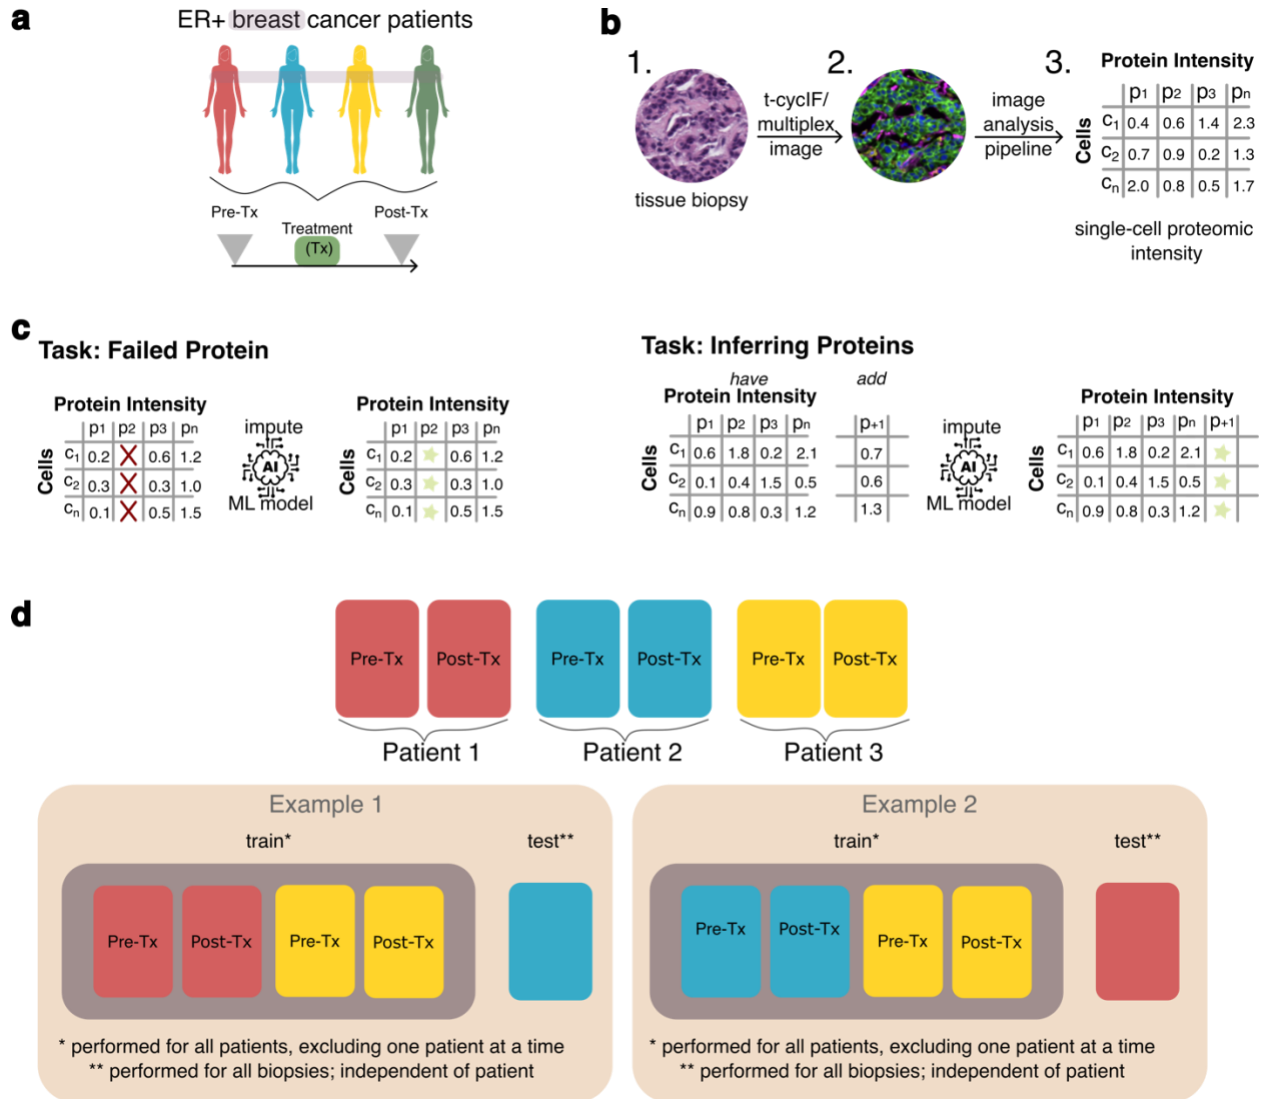 a
ER+ breast cancer patients
Pre-Tx
Post-Tx
Treatment
(Tx)
b
1.
tissue biopsy
t-cycIF/
multiplex
image
2.
image
analysis
pipeline
3.
Protein Intensity
Cells
p1 p2 p3 pn
C1 0.4 0.6 1.4 2.3
C2 0.7 0.9 0.2 1.3
Cn 2.0 0.8 0.5 1.7
single-cell proteomic
intensity
c
Task: Failed Protein
Protein Intensity
Cells
p1 p2 p3 pn
C1 0.2 0.6 1.2
C2 0.3 0.3 1.0
Cn 0.1 0.5 1.5
impute
AI
ML model
Protein Intensity
Cells
p1 p2 p3 pn
C1 0.2 0.6 1.2
C2 0.3 0.3 1.0
Cn 0.1 0.5 1.5
Task: Inferring Proteins
have
Protein Intensity
Cells
p1 p2 p3 pn
C1 0.6 1.8 0.2 2.1
C2 0.1 0.4 1.5 0.5
Cn 0.9 0.8 0.3 1.2
add
p+1
0.7
0.6
1.3
impute
AI
ML model
Protein Intensity
Cells
p1 p2 p3 pn p+1
C1 0.6 1.8 0.2 2.1
C2 0.1 0.4 1.5 0.5
Cn 0.9 0.8 0.3 1.2
d
Pre-Tx Post-Tx Pre-Tx Post-Tx Pre-Tx Post-Tx
Patient 1 Patient 2 Patient 3
Example 1
train* test**
Pre-Tx Post-Tx Pre-Tx Post-Tx
* performed for all patients, excluding one patient at a time
** performed for all biopsies; independent of patient
Example 2
train* test**
Pre-Tx Post-Tx Pre-Tx Post-Tx
* performed for all patients, excluding one patient at a time
** performed for all biopsies; independent of patient